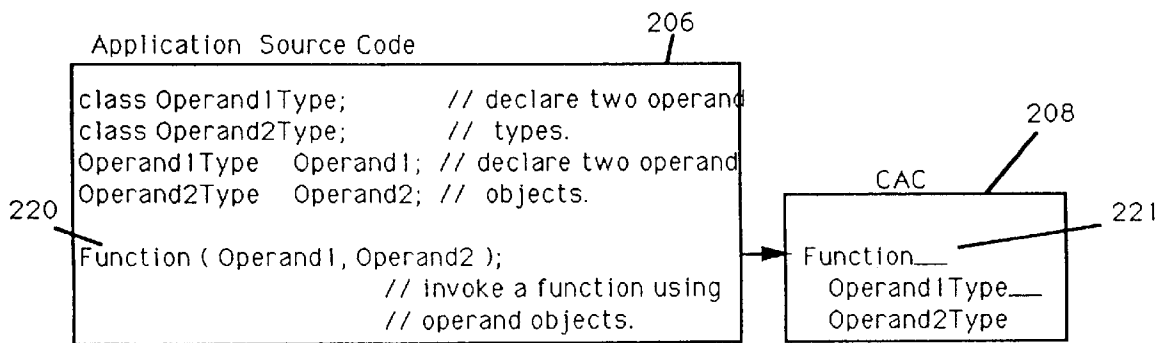 206
Application Source Code
class Operand1Type; // declare two operand
class Operand2Type; // types.
Operand1Type Operand1; // declare two operand
Operand2Type Operand2; // objects.
220
Function ( Operand1, Operand2 );
// invoke a function using
// operand objects.
208
CAC
221
Function__
Operand1Type__
Operand2Type